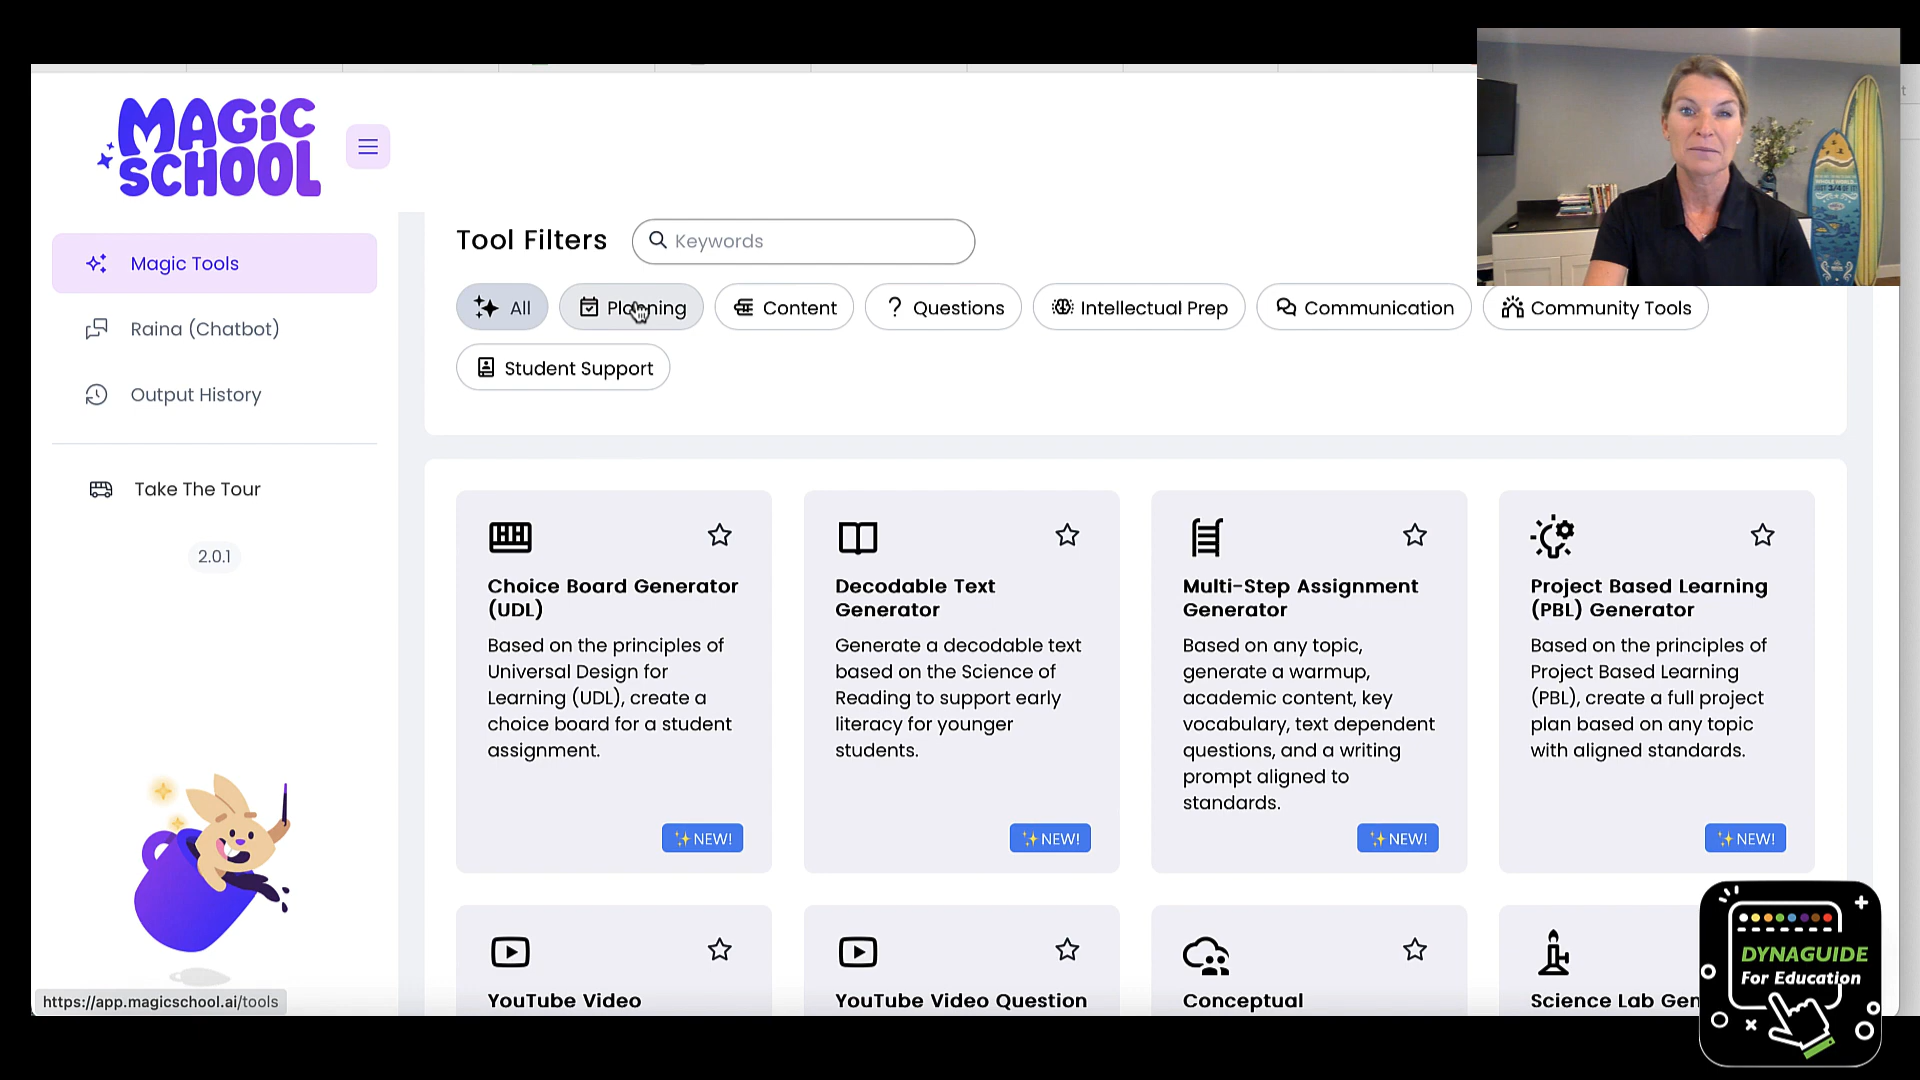 MAGIC
SCHOOL
Magic Tools
Raina (Chatbot)
Output History
Take The Tour
2.0.1
Tool Filters
Keywords
All
Planning
Content
? Questions
Intellectual Prep
Communication
Community Tools
Student Support
Choice Board Generator
(UDL)
Based on the principles of
Universal Design for
Learning (UDL), create a
choice board for a student
assignment.
NEW!
Decodable Text
Generator
Generate a decodable text
based on the Science of
Reading to support early
literacy for younger
students.
NEW!
Multi-Step Assignment
Generator
Based on any topic,
generate a warmup,
academic content, key
vocabulary, text dependent
questions, and a writing
prompt aligned to
standards.
NEW!
Project Based Learning
(PBL) Generator
Based on the principles of
Project Based Learning
(PBL), create a full project
plan based on any topic
with aligned standards.
NEW!
YouTube Video
YouTube Video Question
Conceptual
Science Lab Gen
https://app.magicschool.ai/tools
DYNAGUIDE
For Education